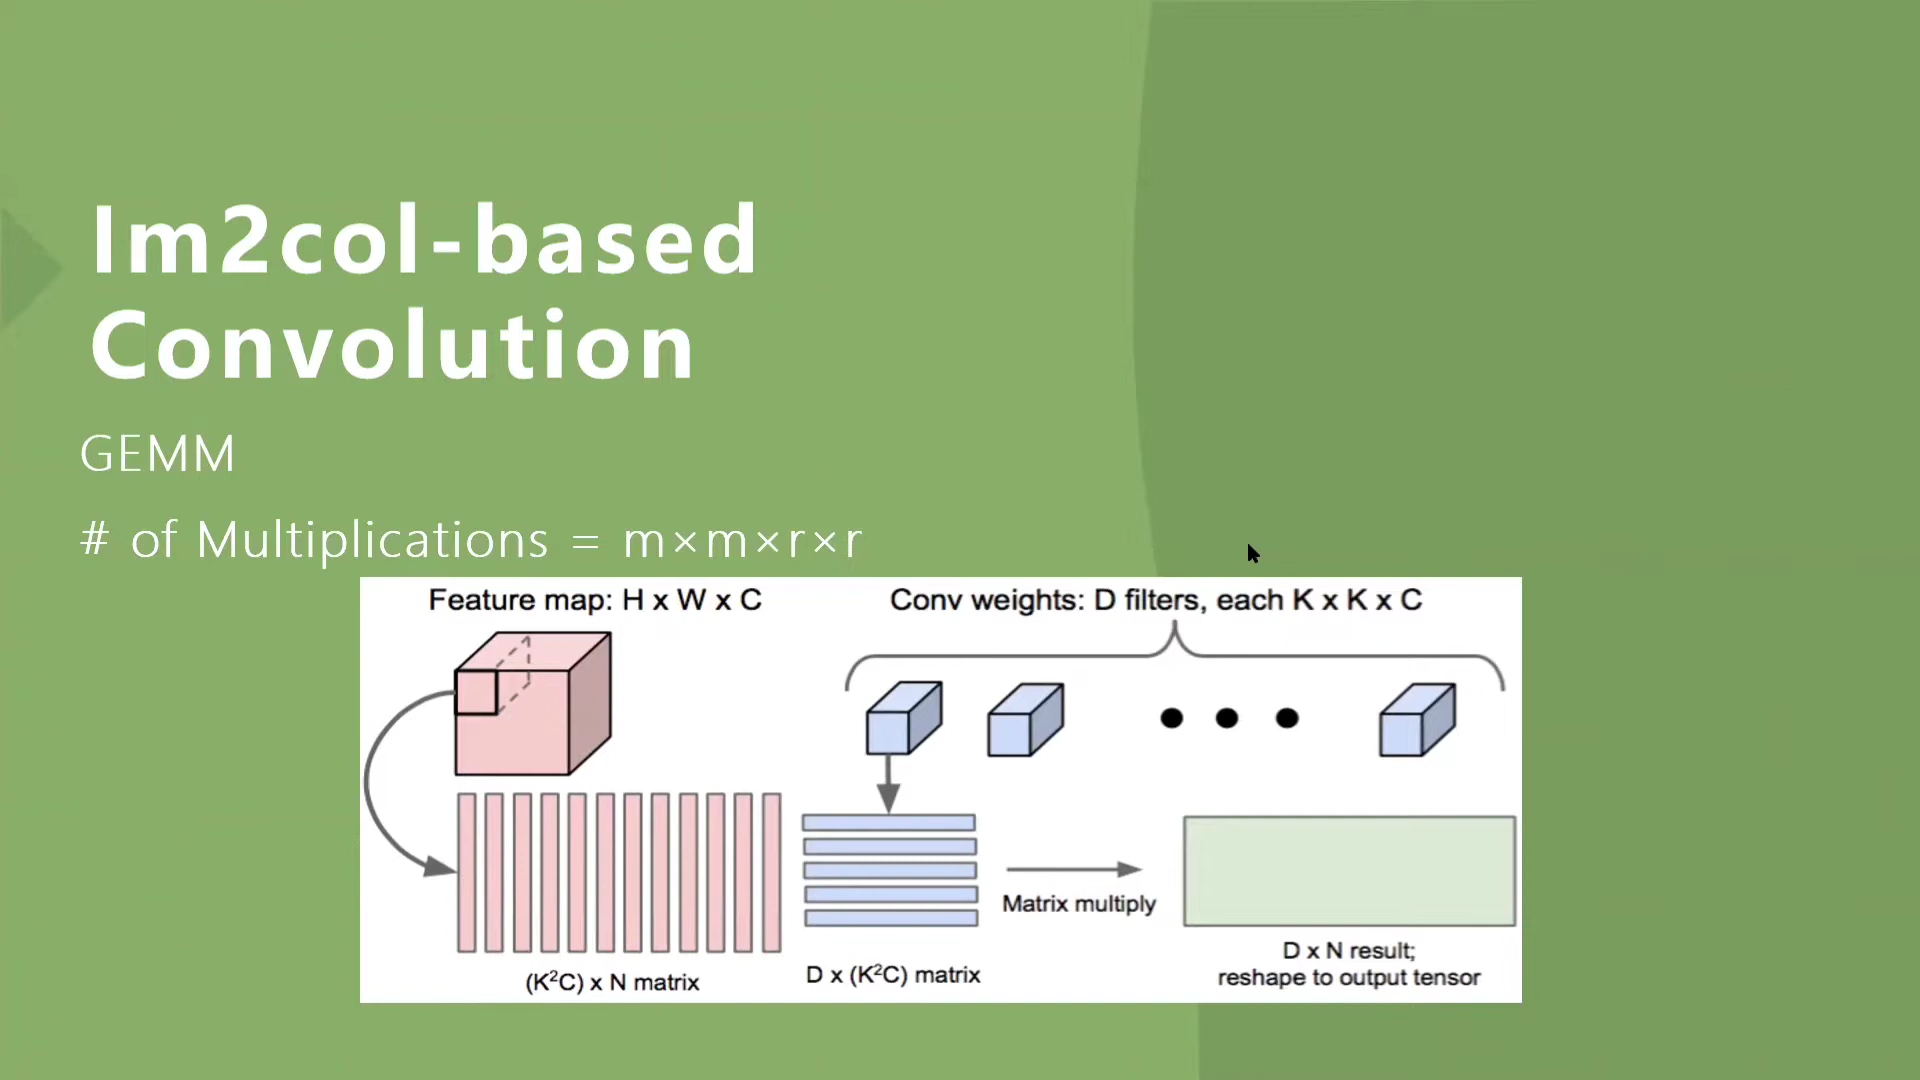 Im2col-based
Convolution
GEMM
# of Multiplications = m×m×r×r
Feature map: H x W x C
Conv weights: D filters, each K x K x C
Matrix multiply
(K²C) x N matrix
D x (K²C) matrix
D x N result;
reshape to output tensor